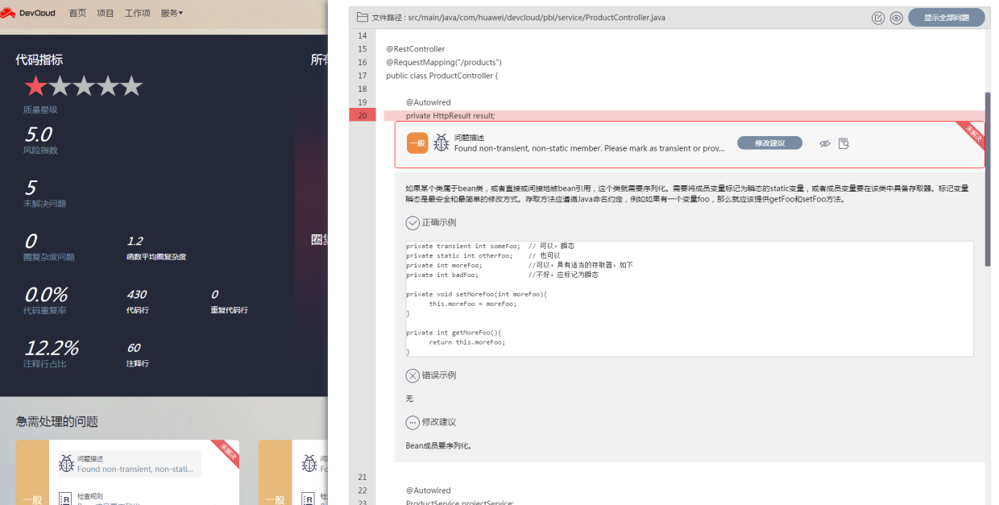 DevCloud 首页 项目 工作项 服务▾
代码指标
所有
质量星级
5.0
风险指数
5
未解决问题
0 1.2
圈复杂度问题 函数平均圈复杂度
圈复
0.0% 430 0
代码重复率 代码行 重复代码行
12.2% 60
注释行占比 注释行
急需处理的问题
未解决
问题描述
Found non-transient, non-stati...
一般
检查规则
一般
文件路径 : src/main/java/com/huawei/devcloud/pbi/service/ProductController.java
显示全部问题
14
15 @RestController
16 @RequestMapping("/products")
17 public class ProductController {
18
19 @Autowired
20 private HttpResult result;
一般
问题描述
Found non-transient, non-static member. Please mark as transient or prov...
修改建议
未解决
如果某个类属于bean类，或者直接或间接地被bean引用，这个类就需要序列化。需要将成员变量标记为瞬态的static变量，或者成员变量要在该类中具备存取器。标记变量
瞬态是最安全和最简单的修改方式。存取方法应遵循Java命名约定，例如如果有一个变量foo，那么就应该提供getFoo和setFoo方法。
正确示例
private transient int someFoo; // 可以，瞬态
private static int otherFoo; // 也可以
private int moreFoo; //可以，具有适当的存取器，如下
private int badFoo; //不好，应标记为瞬态
private void setMoreFoo(int moreFoo){
this.moreFoo = moreFoo;
}
private int getMoreFoo(){
return this.moreFoo;
}
错误示例
无
修改建议
Bean成员要序列化。
21
22 @Autowired
23 ProductService projectService;